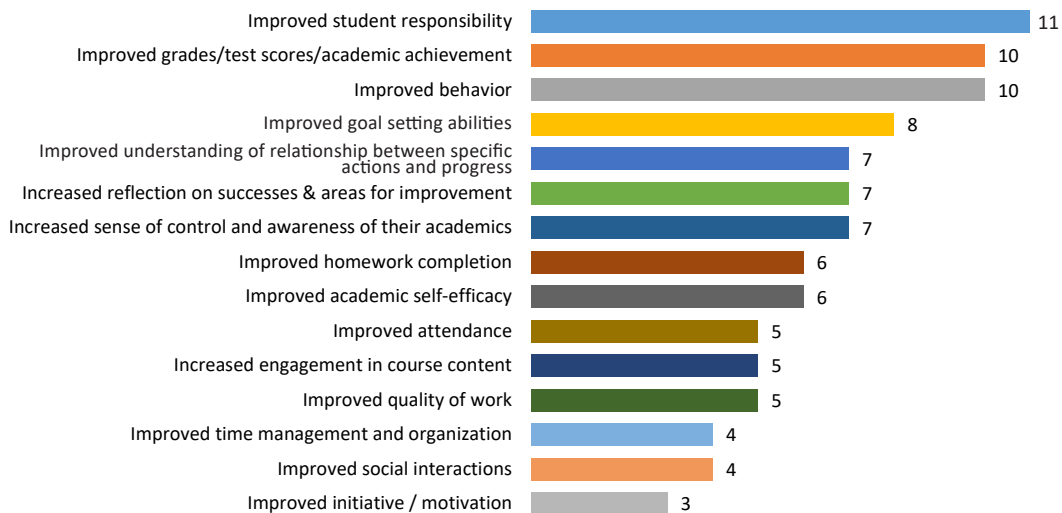 Improved student responsibility 11
Improved grades/test scores/academic achievement 10
Improved behavior 10
Improved goal setting abilities 8
Improved understanding of relationship between specific
actions and progress 7
Increased reflection on successes & areas for improvement 7
Increased sense of control and awareness of their academics 7
Improved homework completion 6
Improved academic self-efficacy 6
Improved attendance 5
Increased engagement in course content 5
Improved quality of work 5
Improved time management and organization 4
Improved social interactions 4
Improved initiative / motivation 3